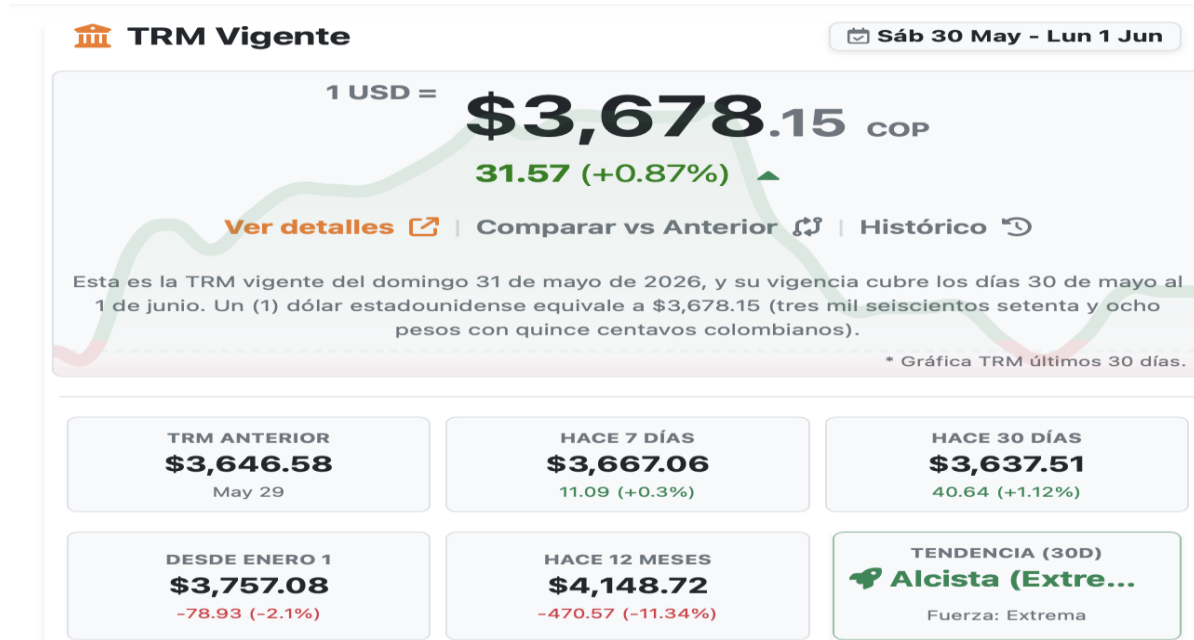 TRM Vigente
Sáb 30 May - Lun 1 Jun
1 USD = $3,678.15 COP
31.57 (+0.87%)
Ver detalles | Comparar vs Anterior | Histórico
Esta es la TRM vigente del domingo 31 de mayo de 2026, y su vigencia cubre los días 30 de mayo al
1 de junio. Un (1) dólar estadounidense equivale a $3,678.15 (tres mil seiscientos setenta y ocho
pesos con quince centavos colombianos).
* Gráfica TRM últimos 30 días.
TRM ANTERIOR
$3,646.58
May 29
HACE 7 DÍAS
$3,667.06
11.09 (+0.3%)
HACE 30 DÍAS
$3,637.51
40.64 (+1.12%)
DESDE ENERO 1
$3,757.08
-78.93 (-2.1%)
HACE 12 MESES
$4,148.72
-470.57 (-11.34%)
TENDENCIA (30D)
Alcista (Extre...
Fuerza: Extrema